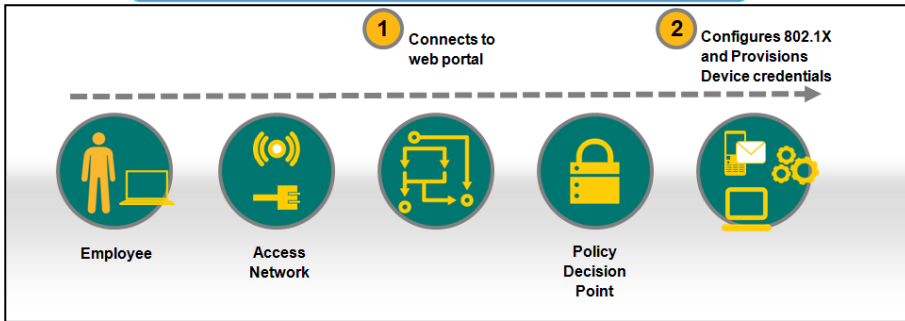 1
Connects to
web portal
2
Configures 802.1X
and Provisions
Device credentials
Employee
Access
Network
Policy
Decision
Point